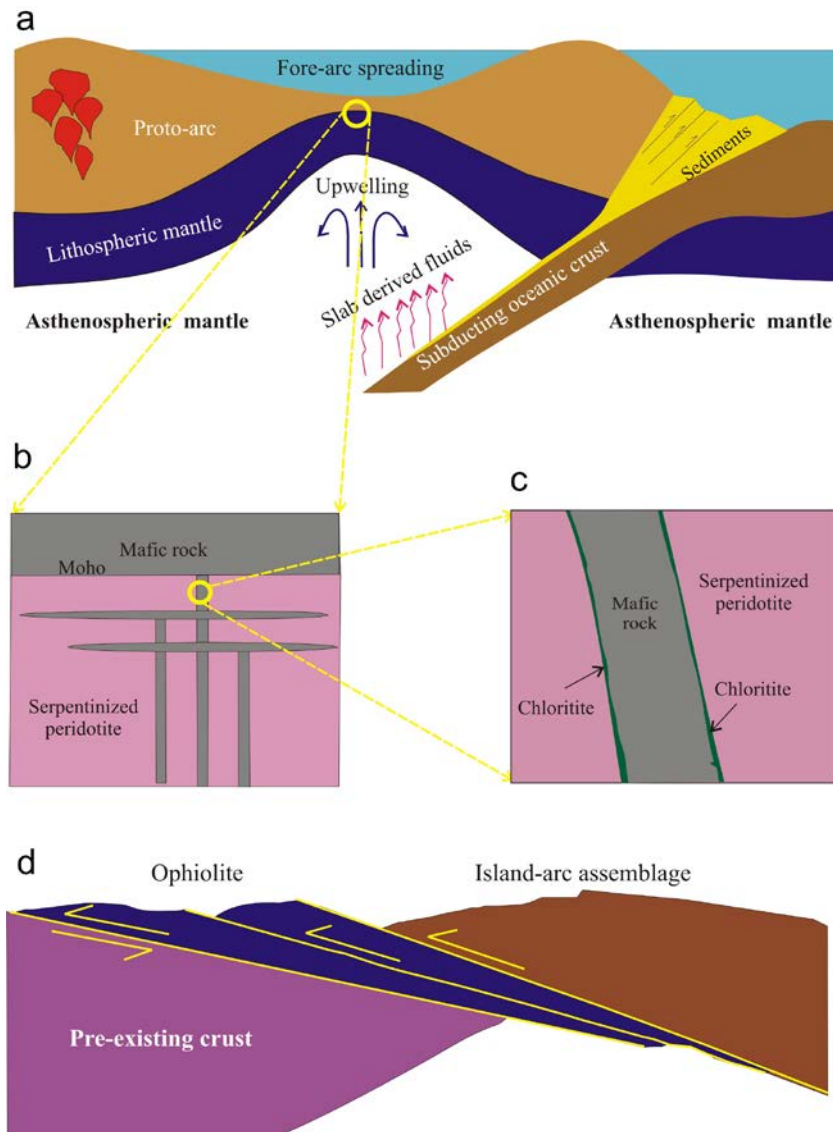 a
Fore-arc spreading
Proto-arc
Sediments
Upwelling
Lithospheric mantle
Slab derived fluids
Subducting oceanic crust
Asthenospheric mantle
Asthenospheric mantle
b
Mafic rock
Moho
Serpentinized
peridotite
c
Serpentinized
peridotite
Mafic
rock
Chloritite
Chloritite
d
Ophiolite
Island-arc assemblage
Pre-existing crust